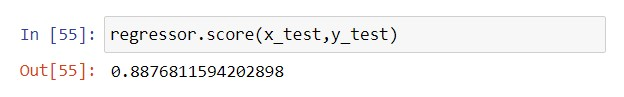 In [55]: regressor.score(x_test,y_test)
Out[55]: 0.8876811594202898